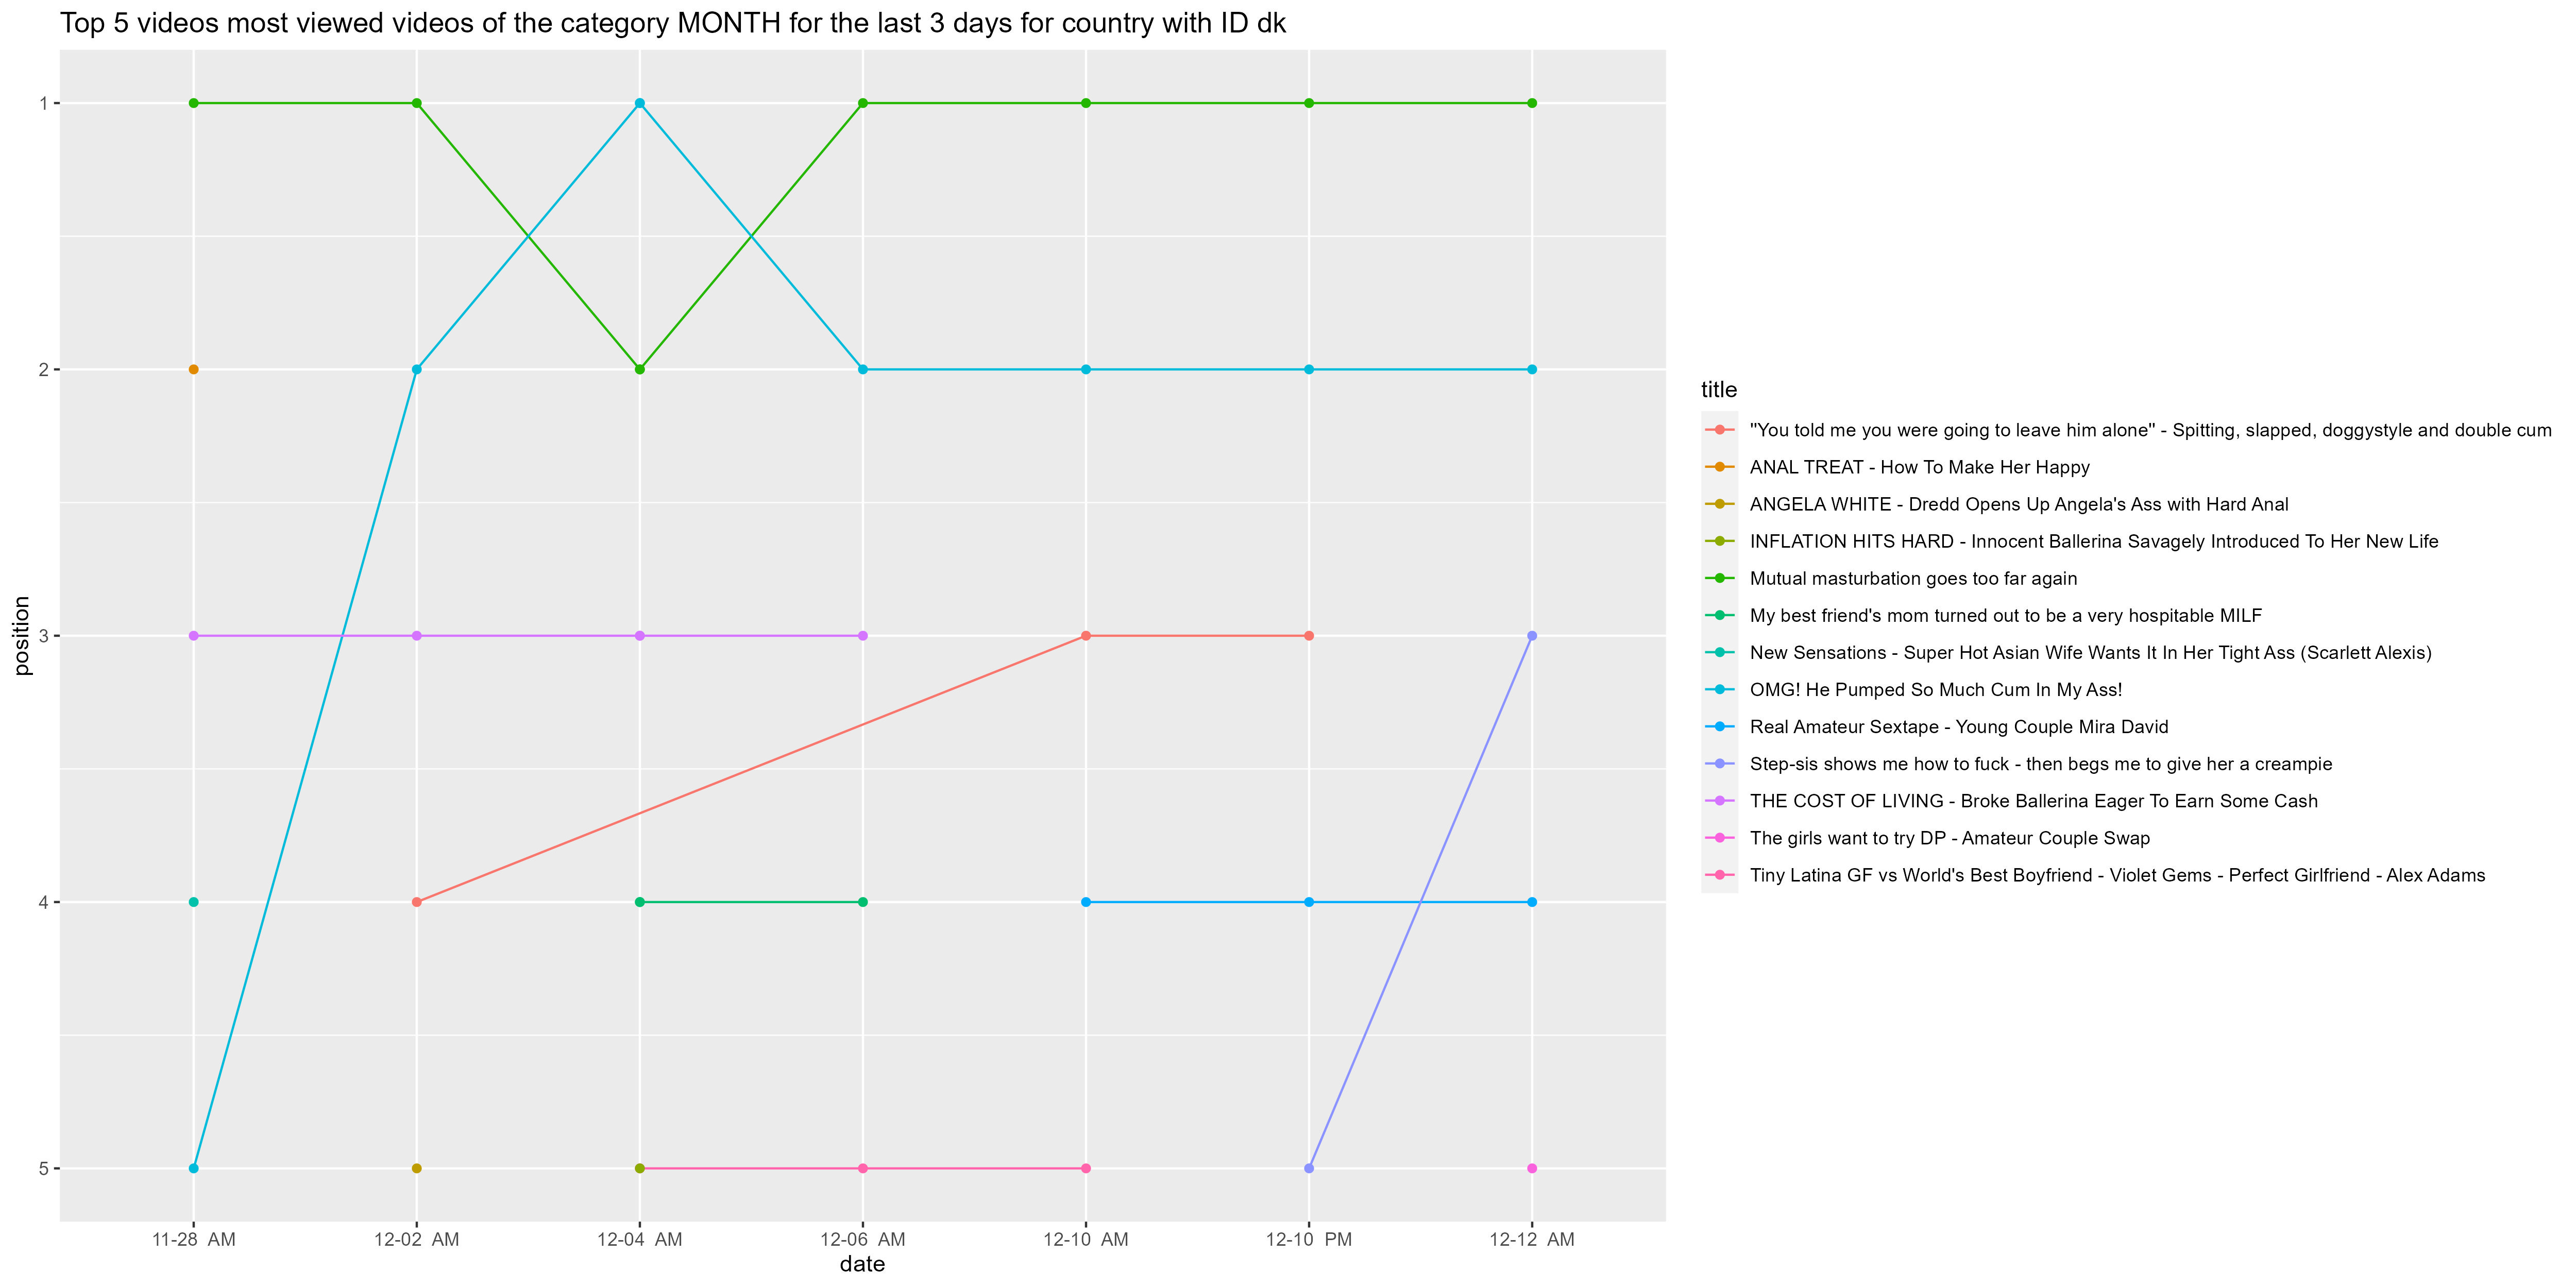 Top 5 videos most viewed videos of the category MONTH for the last 3 days for country with ID dk
position
1
2
3
4
5
11-28 AM
12-02 AM
12-04 AM
12-06 AM
12-10 AM
12-10 PM
12-12 AM
date
title
"You told me you were going to leave him alone" - Spitting, slapped, doggystyle and double cum
ANAL TREAT - How To Make Her Happy
ANGELA WHITE - Dredd Opens Up Angela's Ass with Hard Anal
INFLATION HITS HARD - Innocent Ballerina Savagely Introduced To Her New Life
Mutual masturbation goes too far again
My best friend's mom turned out to be a very hospitable MILF
New Sensations - Super Hot Asian Wife Wants It In Her Tight Ass (Scarlett Alexis)
OMG! He Pumped So Much Cum In My Ass!
Real Amateur Sextape - Young Couple Mira David
Step-sis shows me how to fuck - then begs me to give her a creampie
THE COST OF LIVING - Broke Ballerina Eager To Earn Some Cash
The girls want to try DP - Amateur Couple Swap
Tiny Latina GF vs World's Best Boyfriend - Violet Gems - Perfect Girlfriend - Alex Adams